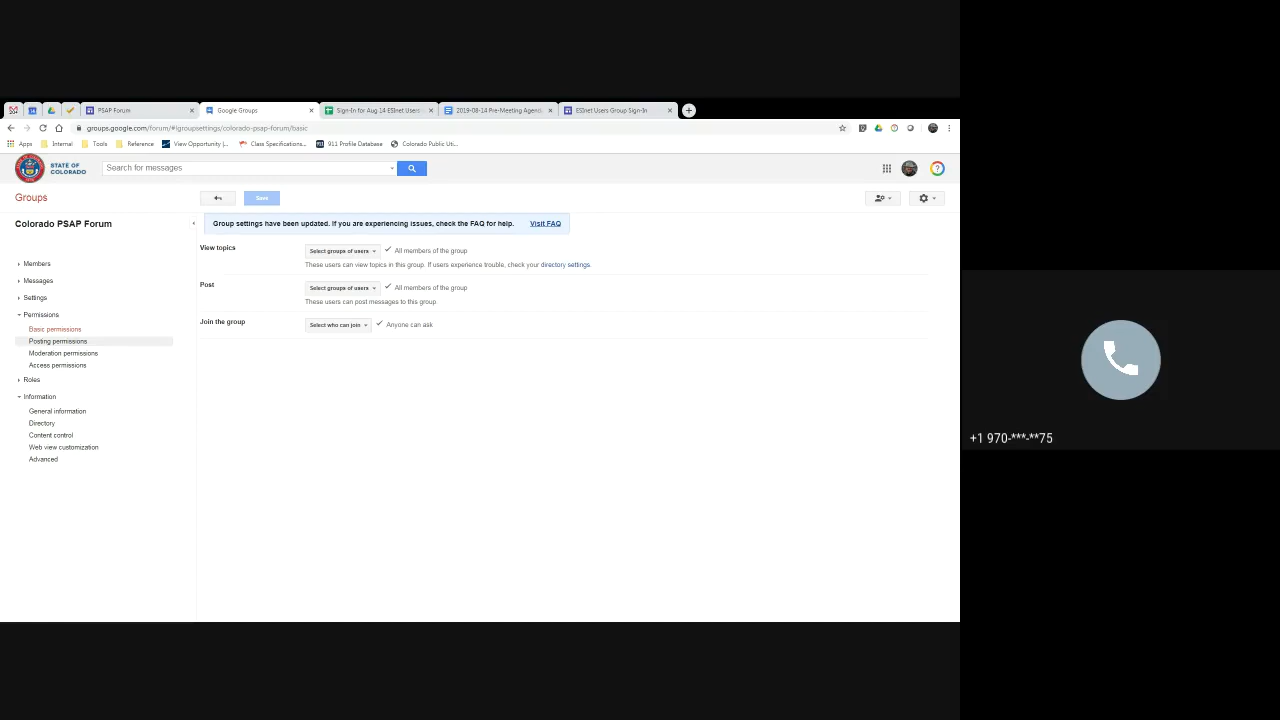 PSAP Forum
Google Groups
Sign-In for Aug 14 ESInet User
2019-08-14 Pre-Meeting Agend
ESInet Users Group Sign-In
groups.google.com/forum/#!groupsettings/colorado-psap-forum/basic
Apps Internal Tools Reference View Opportunity |... Class Specifications... 911 Profile Database Colorado Public Uti...
STATE OF
COLORADO
Search for messages
Groups
Save
Colorado PSAP Forum
Group settings have been updated. If you are experiencing issues, check the FAQ for help. Visit FAQ
View topics
Select groups of users
All members of the group
These users can view topics in this group. If users experience trouble, check your directory settings.
Members
Messages
Post
Select groups of users
All members of the group
Settings
These users can post messages to this group
Permissions
Join the group
Select who can join
Anyone can ask
Basic permissions
Posting permissions
Moderation permissions
Access permissions
Roles
Information
General information
Directory
Content control
Web view customization
Advanced
+1 970-***-**75